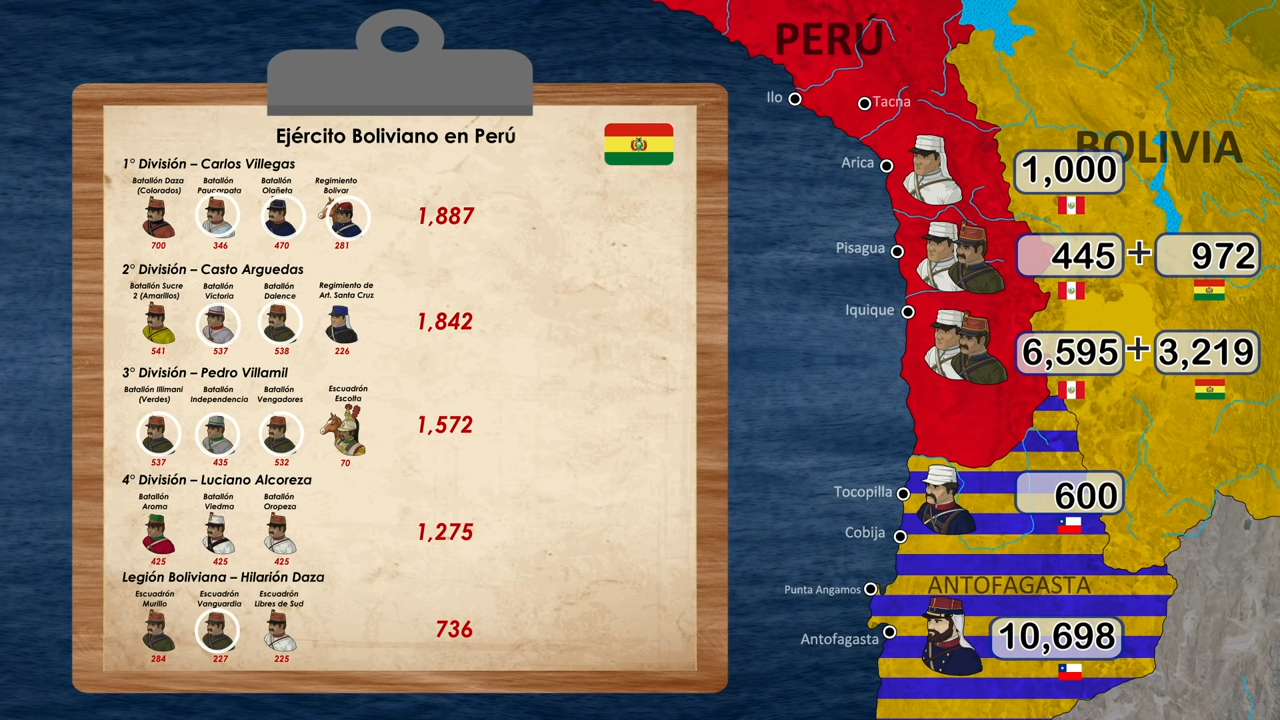 Ejército Boliviano en Perú
1° División – Carlos Villegas
Batallón Daza
(Colorados)
Batallón
Paucarpata
Batallón
Olañeta
Regimiento
Bolívar
700
346
470
281
1,887
2° División – Casto Arguedas
Batallón Sucre
2 (Amarillos)
Batallón
Victoria
Batallón
Dalence
Regimiento de
Art. Santa Cruz
541
537
538
226
1,842
3° División – Pedro Villamil
Batallón Illimani
(Verdes)
Batallón
Independencia
Batallón
Vengadores
Escuadrón
Escolta
537
435
532
70
1,572
4° División – Luciano Alcoreza
Batallón
Aroma
Batallón
Viedma
Batallón
Oropeza
425
425
425
1,275
Legión Boliviana – Hilarión Daza
Escuadrón
Murillo
Escuadrón
Vanguardia
Escuadrón
Libres de Sud
284
227
225
736
PERÚ
BOLIVIA
Ilo
Tacna
Arica
1,000
Pisagua
445 + 972
Iquique
6,595 + 3,219
Tocopilla
600
Cobija
Punta Angamos
ANTOFAGASTA
Antofagasta
10,698